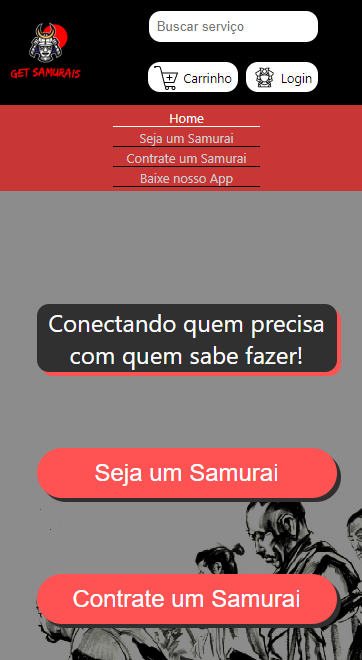 GET SAMURAIS
Buscar serviço
Carrinho
Login
Home
Seja um Samurai
Contrate um Samurai
Baixe nosso App
Conectando quem precisa
com quem sabe fazer!
Seja um Samurai
Contrate um Samurai